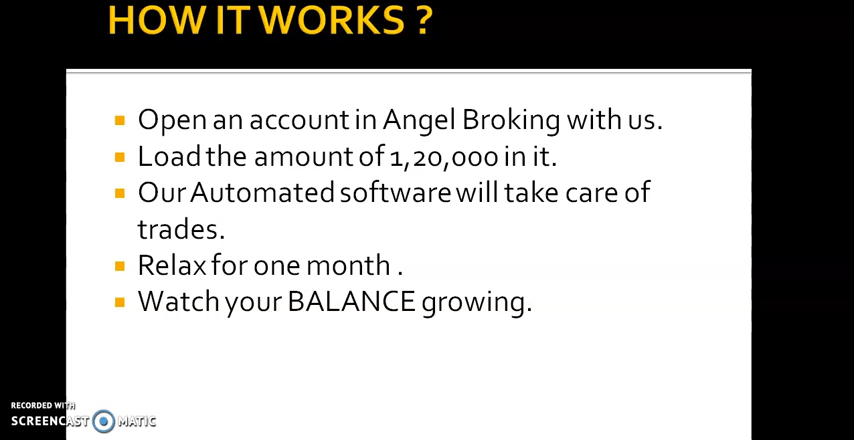 HOW IT WORKS ?
Open an account in Angel Broking with us.
Load the amount of 1,20,000 in it.
Our Automated software will take care of
trades.
Relax for one month .
Watch your BALANCE growing.
RECORDED WITH
SCREENCAST MATIC